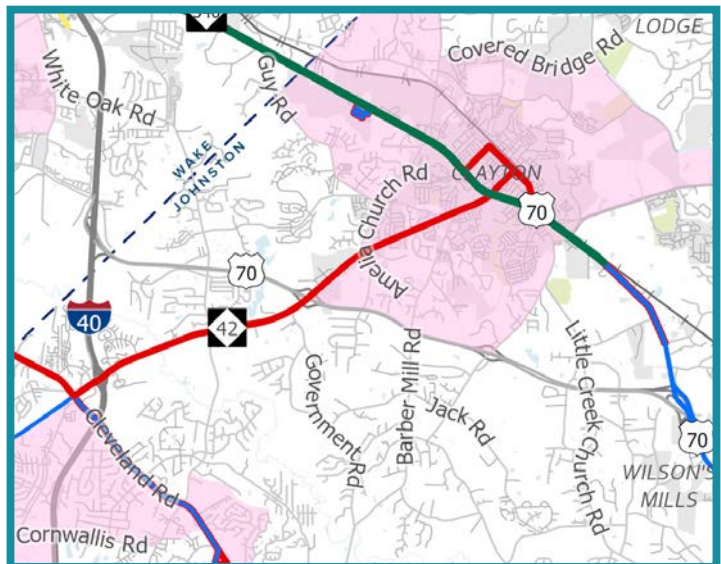 LODGE
Covered Bridge Rd
White Oak Rd
Guy Rd
WAKE
JOHNSTON
CLAYTON
Amelia Church Rd
70
70
40
42
Government Rd
Barber Mill Rd
Jack Rd
Little Creek Church Rd
70
Cleveland Rd
WILSON'S
MILLS
Cornwallis Rd